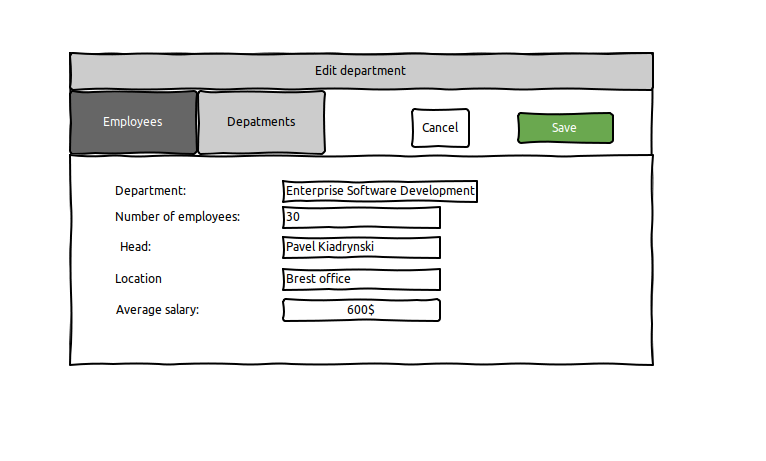 Edit department
Employees
Depatments
Cancel
Save
Department: Enterprise Software Development
Number of employees: 30
Head: Pavel Kiadrynski
Location Brest office
Average salary: 600$